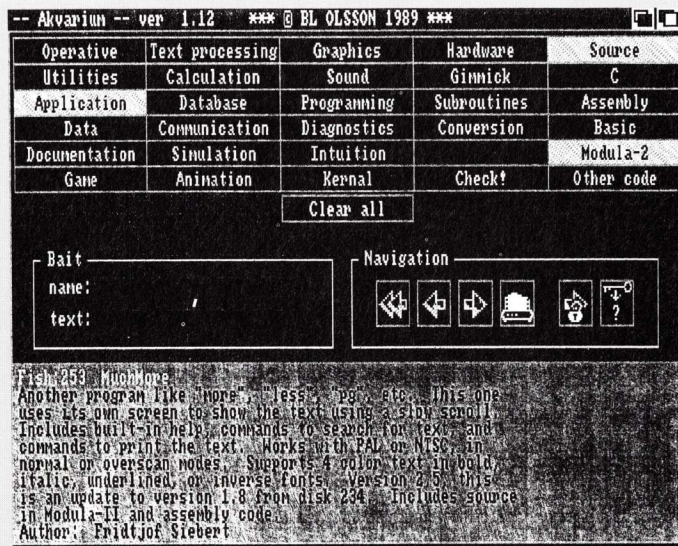 -- Akvarium -- ver 1.12 *** © BL OLSSON 1989 ***
Operative Text processing Graphics Hardware Source
Utilities Calculation Sound Gimmick C
Application Database Programming Subroutines Assembly
Data Communication Diagnostics Conversion Basic
Documentation Simulation Intuition Modula-2
Game Animation Kernal Check! Other code
Clear all
Bait
name:
text:
Navigation
?
Fish 253 MuchMore
Another program like "more", "less", "pg", etc. This one
uses its own screen to show the text using a slow scroll.
Includes built-in help, commands to search for text, and
commands to print the text. Works with PAL or NTSC, in
normal or overscan modes. Supports 4 color text in bold,
italic, underlined, or inverse fonts. Version 2.5, this
is an update to version 1.8 from disk 234. Includes source
in Modula-II and assembly code.
Author: Fridtjof Siebert